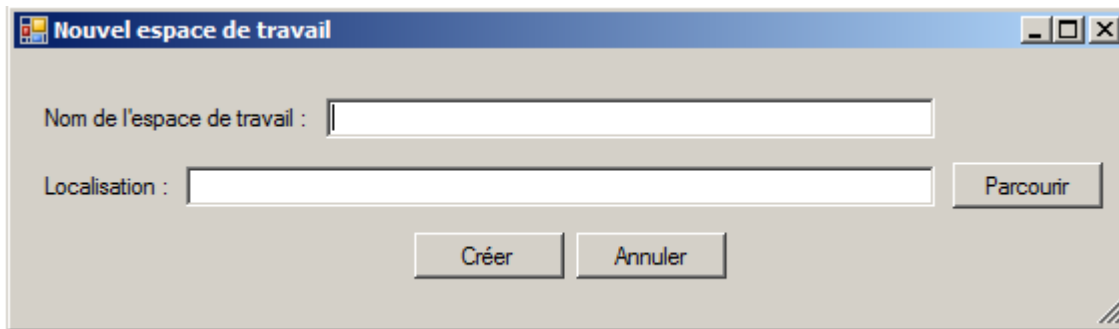 Nouvel espace de travail
Nom de l'espace de travail :
Localisation : Parcourir
Créer Annuler